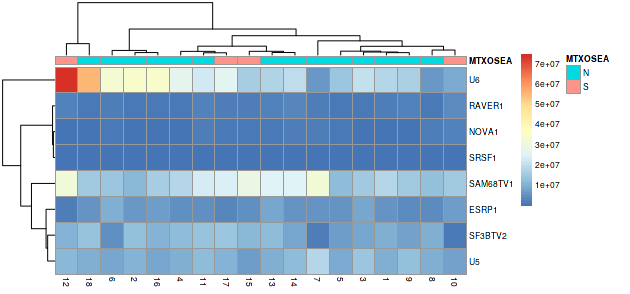 MTXOSEA
U6
RAVER1
NOVA1
SRSF1
SAM68TV1
ESRP1
SF3BTV2
U5
12 18 6 2 16 4 11 17 15 13 14 7 5 3 1 9 8 10
7e+07
6e+07
5e+07
4e+07
3e+07
2e+07
1e+07
MTXOSEA
N
S